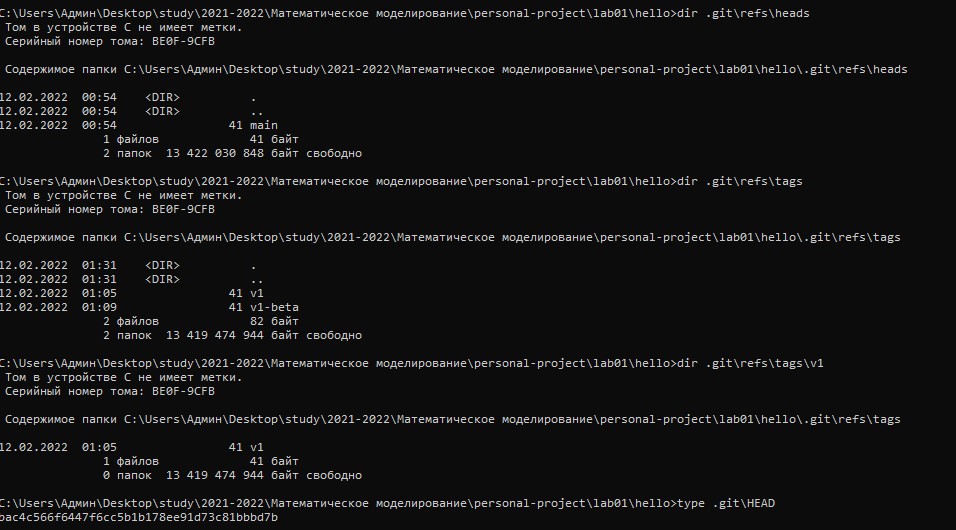 C:\Users\Админ\Desktop\study\2021-2022\Математическое моделирование\personal-project\lab01\hello>dir .git\refs\heads
Том в устройстве C не имеет метки.
Серийный номер тома: BE0F-9CFB
Содержимое папки C:\Users\Админ\Desktop\study\2021-2022\Математическое моделирование\personal-project\lab01\hello\.git\refs\heads
12.02.2022 00:54 <DIR> .
12.02.2022 00:54 <DIR> ..
12.02.2022 00:54 41 main
1 файлов 41 байт
2 папок 13 422 030 848 байт свободно
C:\Users\Админ\Desktop\study\2021-2022\Математическое моделирование\personal-project\lab01\hello>dir .git\refs\tags
Том в устройстве C не имеет метки.
Серийный номер тома: BE0F-9CFB
Содержимое папки C:\Users\Админ\Desktop\study\2021-2022\Математическое моделирование\personal-project\lab01\hello\.git\refs\tags
12.02.2022 01:31 <DIR> .
12.02.2022 01:31 <DIR> ..
12.02.2022 01:05 41 v1
12.02.2022 01:09 41 v1-beta
2 файлов 82 байт
2 папок 13 419 474 944 байт свободно
C:\Users\Админ\Desktop\study\2021-2022\Математическое моделирование\personal-project\lab01\hello>dir .git\refs\tags\v1
Том в устройстве C не имеет метки.
Серийный номер тома: BE0F-9CFB
Содержимое папки C:\Users\Админ\Desktop\study\2021-2022\Математическое моделирование\personal-project\lab01\hello\.git\refs\tags
12.02.2022 01:05 41 v1
1 файлов 41 байт
0 папок 13 419 474 944 байт свободно
C:\Users\Админ\Desktop\study\2021-2022\Математическое моделирование\personal-project\lab01\hello>type .git\HEAD
bac4c566f6447f6cc5b1b178ee91d73c81bbbd7b